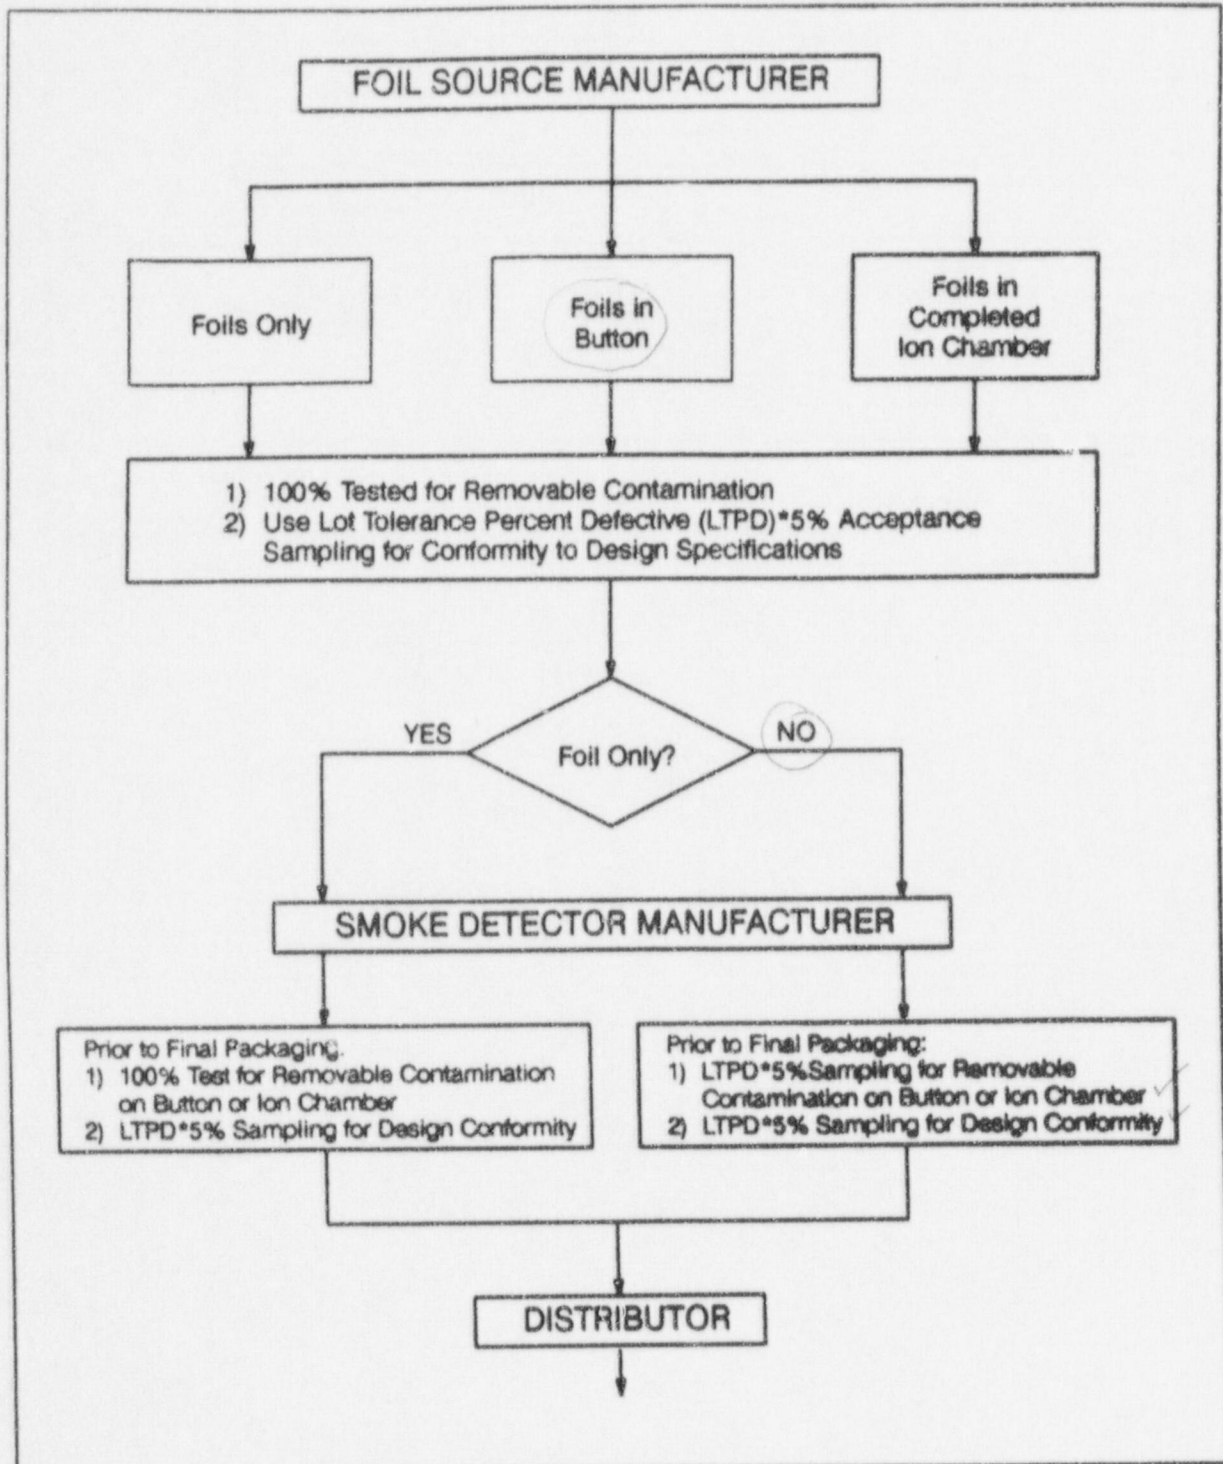 FOIL SOURCE MANUFACTURER
Foils Only
Foils in
Button
Foils in
Completed
Ion Chamber
1) 100% Tested for Removable Contamination
2) Use Lot Tolerance Percent Defective (LTPD)*5% Acceptance
Sampling for Conformity to Design Specifications
YES
Foil Only?
NO
SMOKE DETECTOR MANUFACTURER
Prior to Final Packaging.
1) 100% Test for Removable Contamination
on Button or Ion Chamber
2) LTPD*5% Sampling for Design Conformity
Prior to Final Packaging:
1) LTPD*5%Sampling for Removable
Contamination on Button or Ion Chamber
2) LTPD*5% Sampling for Design Conformity
DISTRIBUTOR